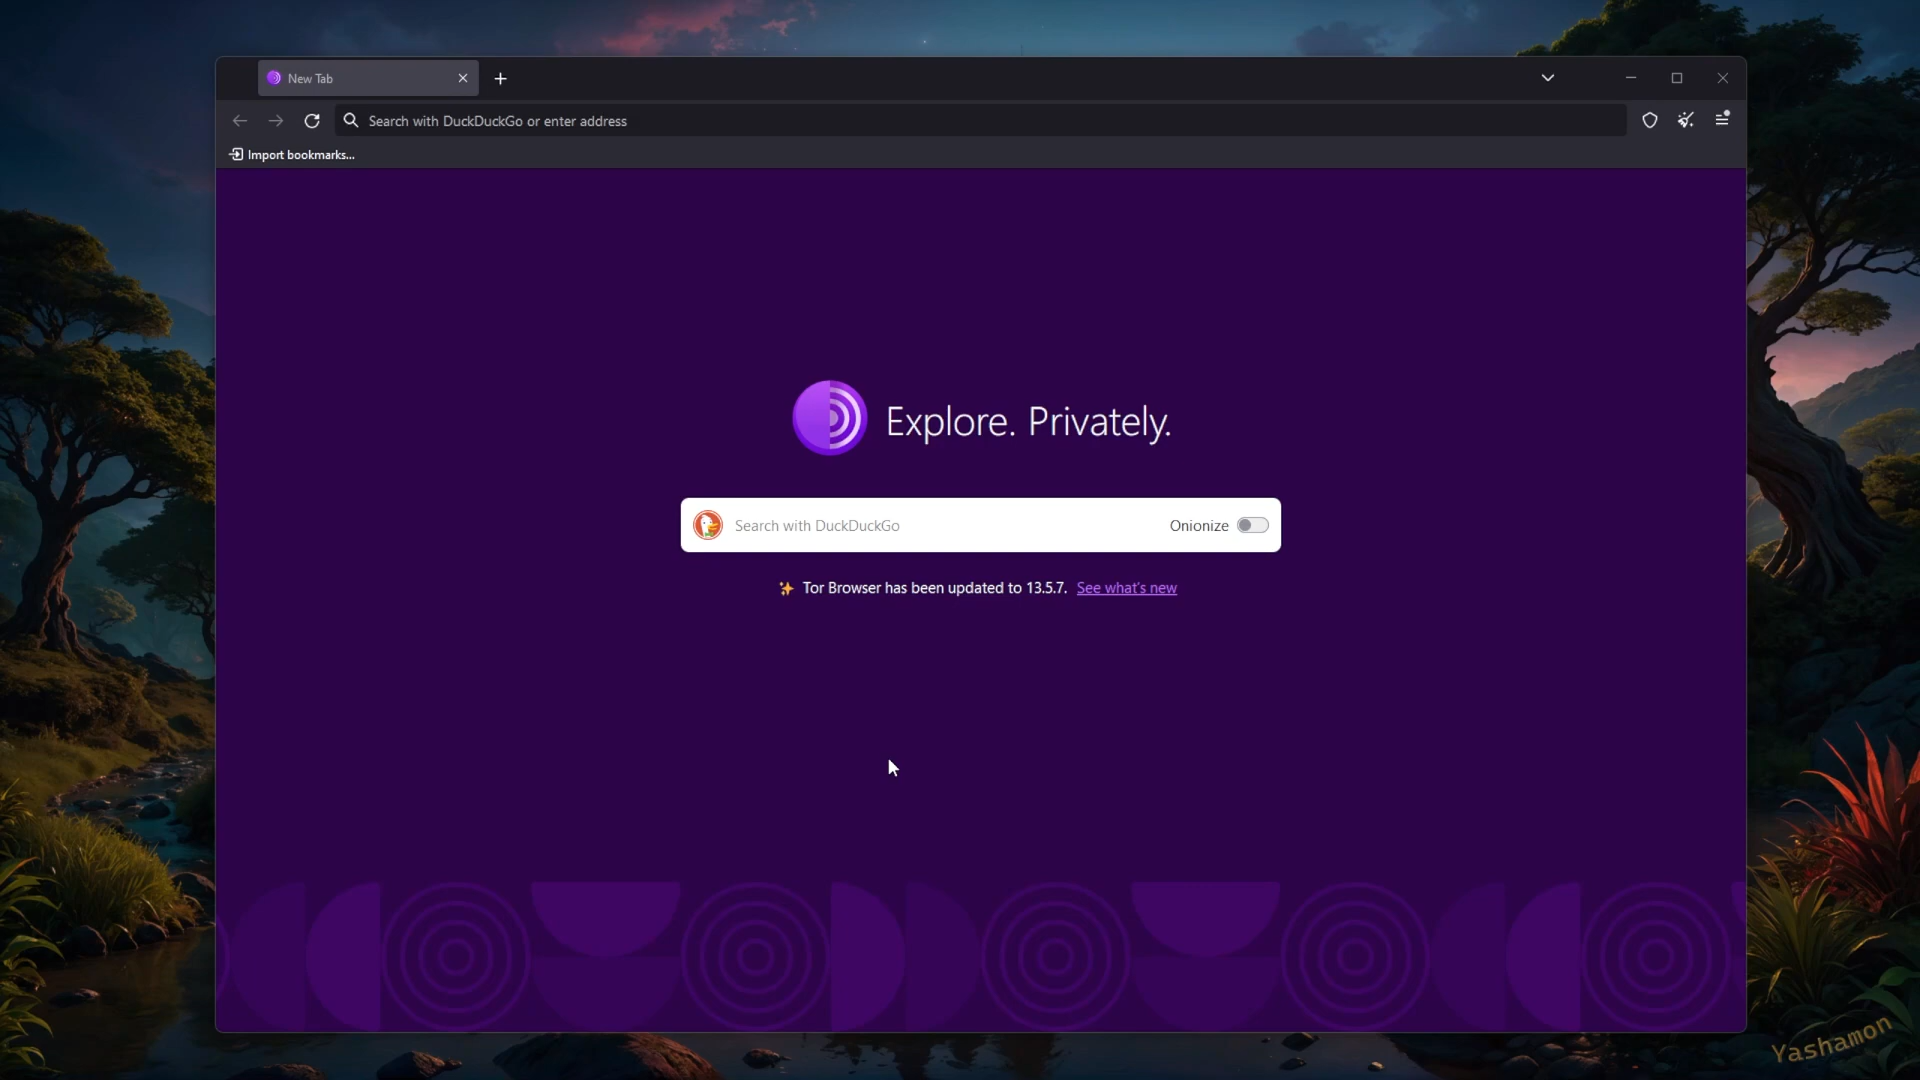 New Tab
Search with DuckDuckGo or enter address
Import bookmarks...
Explore. Privately.
Search with DuckDuckGo
Onionize
Tor Browser has been updated to 13.5.7. See what's new
Yashamon